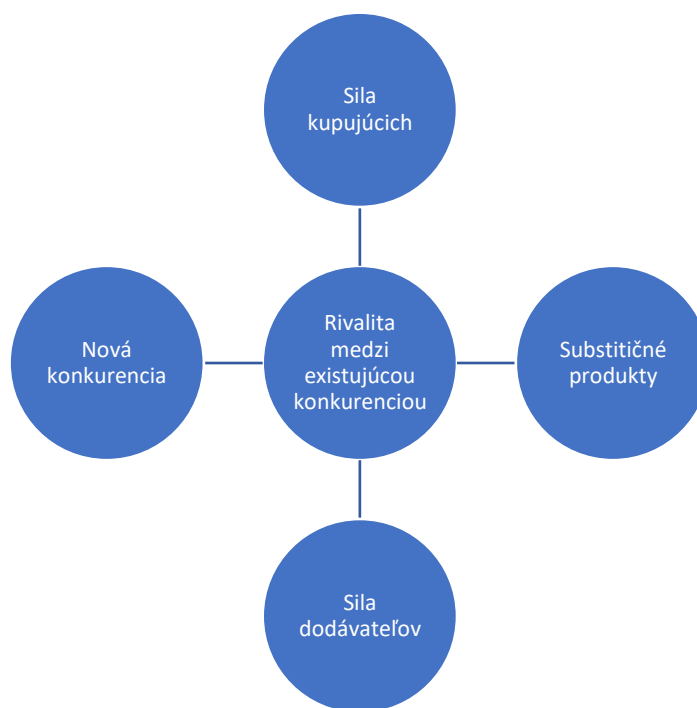 Sila
kupujúcich
Nová
konkurencia
Rivalita
medzi
existujúcou
konkurenciou
Substitičné
produkty
Sila
dodávateľov